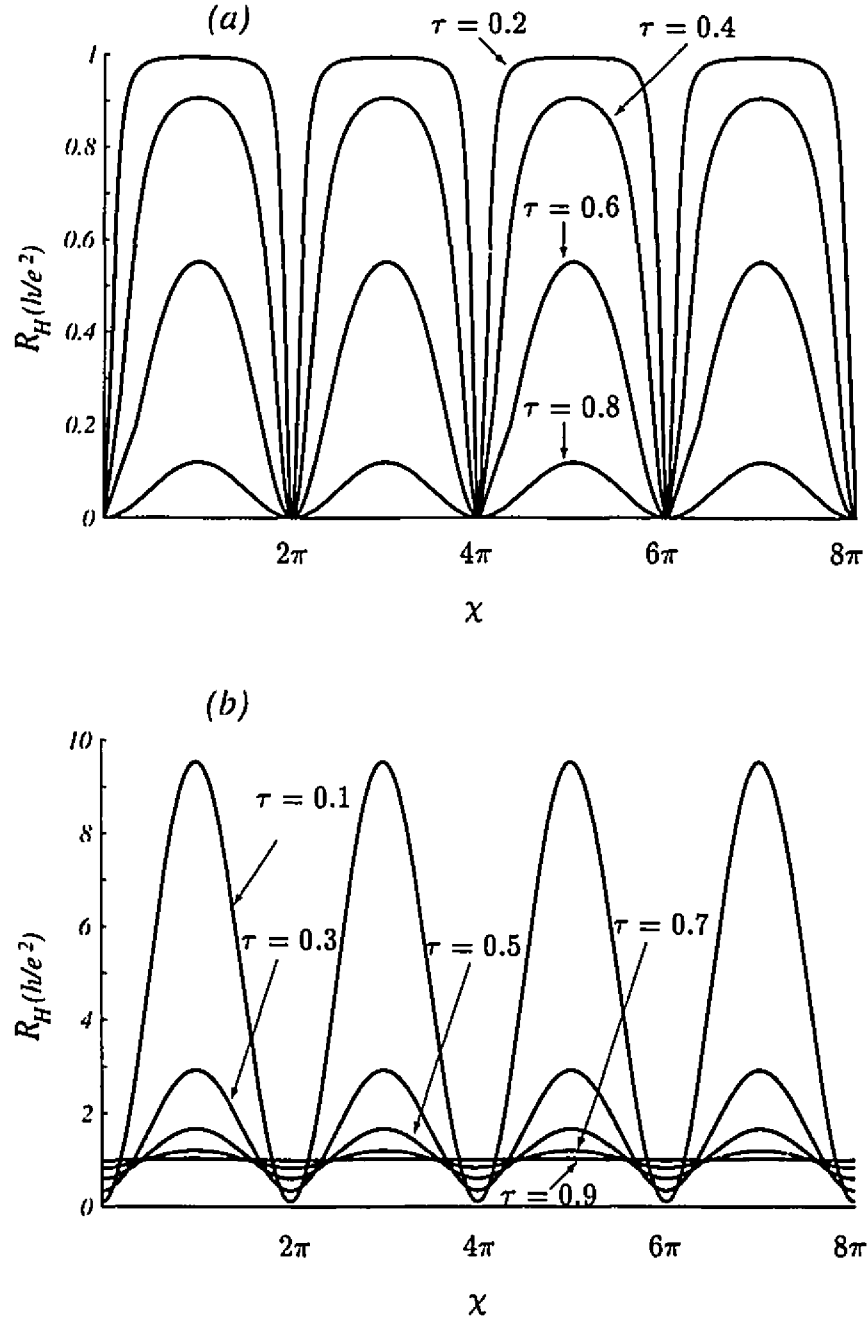 (a)
τ = 0.2
τ = 0.4
1
0.8
τ = 0.6
0.6
R_H (h/e²)
0.4
τ = 0.8
0.2
0
2π 4π 6π 8π
χ
(b)
10
τ = 0.1
8
τ = 0.3 τ = 0.5 τ = 0.7
6
R_H (h/e²)
4
2
τ = 0.9
0
2π 4π 6π 8π
χ